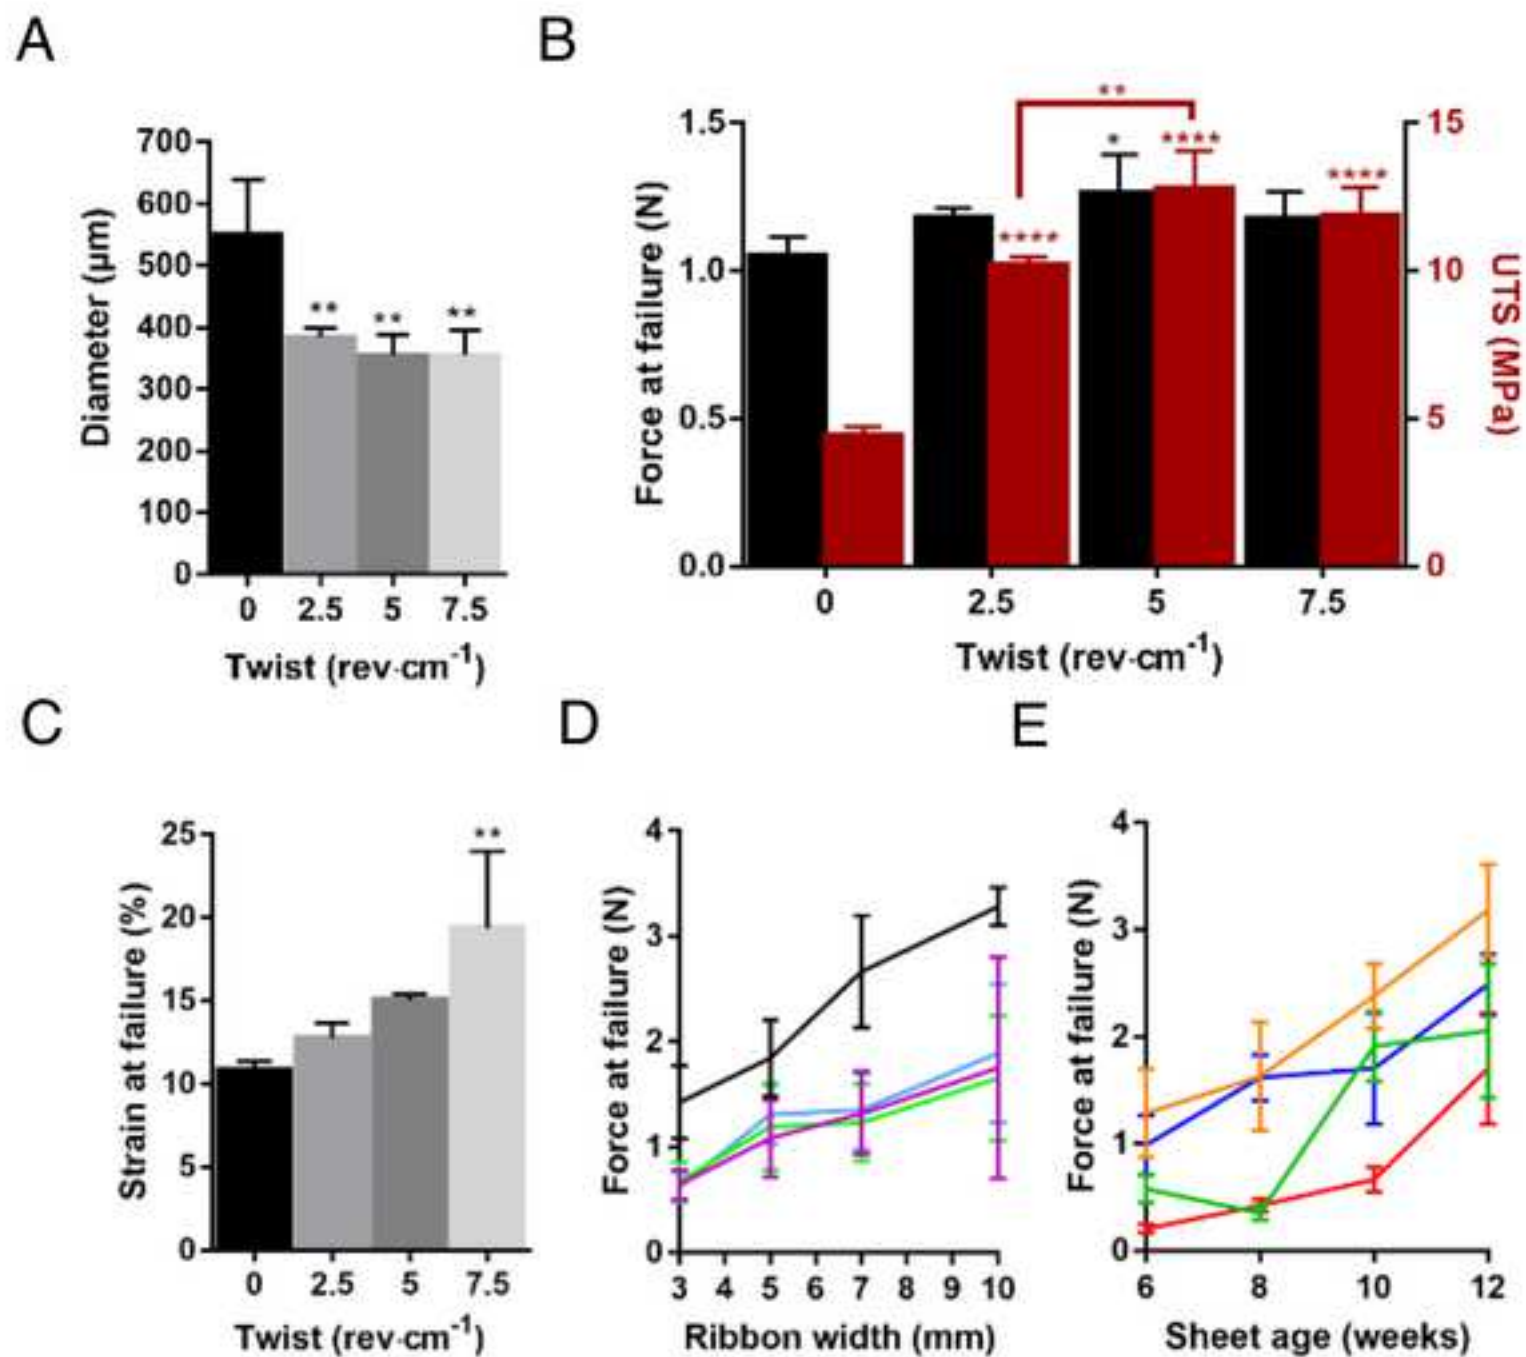 A
700
600
500
400
300
200
100
0
Diameter (µm)
**
**
**
0 2.5 5 7.5
Twist (rev·cm⁻¹)
B
1.5
1.0
0.5
0.0
Force at failure (N)
**
*
****
****
****
15
10
5
0
UTS (MPa)
0 2.5 5 7.5
Twist (rev·cm⁻¹)
C
25
20
15
10
5
0
Strain at failure (%)
**
0 2.5 5 7.5
Twist (rev·cm⁻¹)
D
4
3
2
1
0
Force at failure (N)
3 4 5 6 7 8 9 10
Ribbon width (mm)
E
4
3
2
1
0
Force at failure (N)
6 8 10 12
Sheet age (weeks)